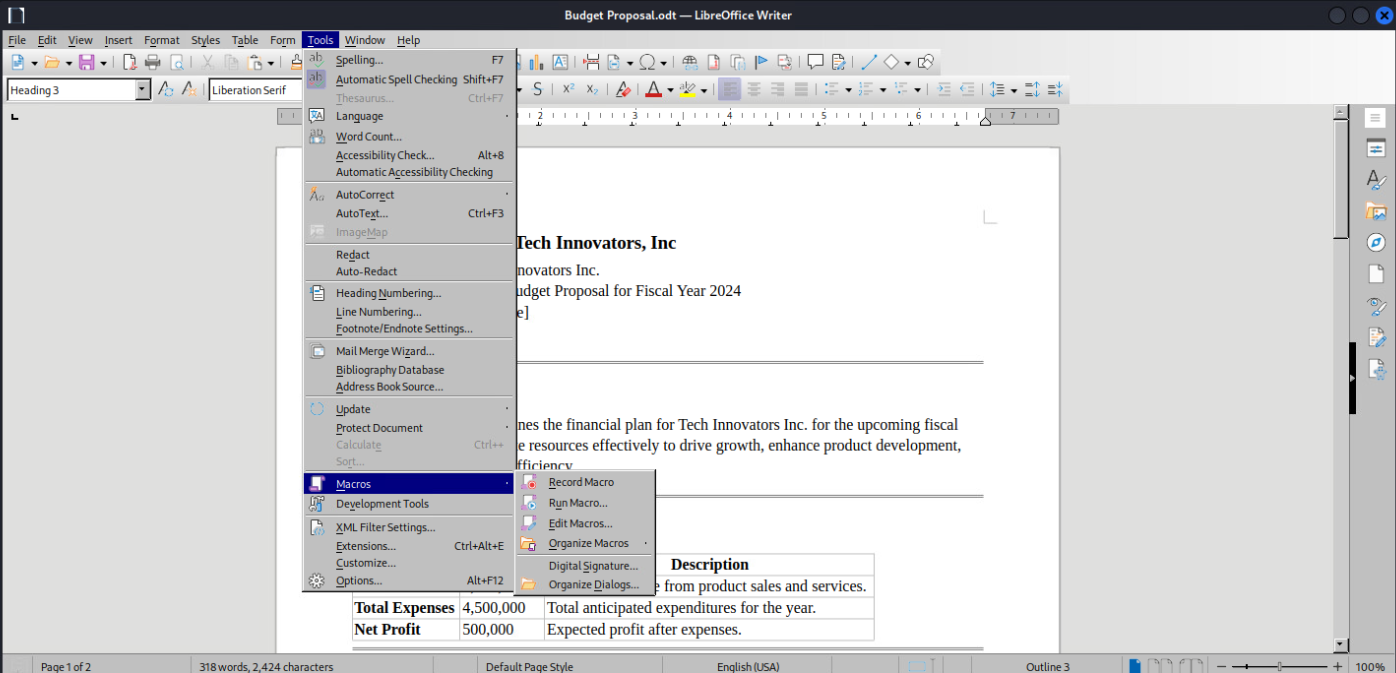 Budget Proposal.odt — LibreOffice Writer
File Edit View Insert Format Styles Table Form Tools Window Help
Heading 3
Liberation Serif
Spelling... F7
Automatic Spell Checking Shift+F7
Thesaurus... Ctrl+F7
Language
Word Count...
Accessibility Check... Alt+8
Automatic Accessibility Checking
AutoCorrect
AutoText... Ctrl+F3
ImageMap
Redact
Auto-Redact
Heading Numbering...
Line Numbering...
Footnote/Endnote Settings...
Mail Merge Wizard...
Bibliography Database
Address Book Source...
Update
Protect Document
Calculate Ctrl++
Sort...
Macros
Development Tools
XML Filter Settings...
Extensions... Ctrl+Alt+E
Customize...
Options... Alt+F12
Record Macro
Run Macro...
Edit Macros...
Organize Macros
Digital Signature...
Organize Dialogs...
2 3 4 5 6 7
Tech Innovators, Inc
novators Inc.
udget Proposal for Fiscal Year 2024
e]
nes the financial plan for Tech Innovators Inc. for the upcoming fiscal
e resources effectively to drive growth, enhance product development,
fficiency
Description
e from product sales and services.
Total Expenses 4,500,000 Total anticipated expenditures for the year.
Net Profit 500,000 Expected profit after expenses.
Page 1 of 2 318 words, 2,424 characters Default Page Style English (USA) Outline 3 100%